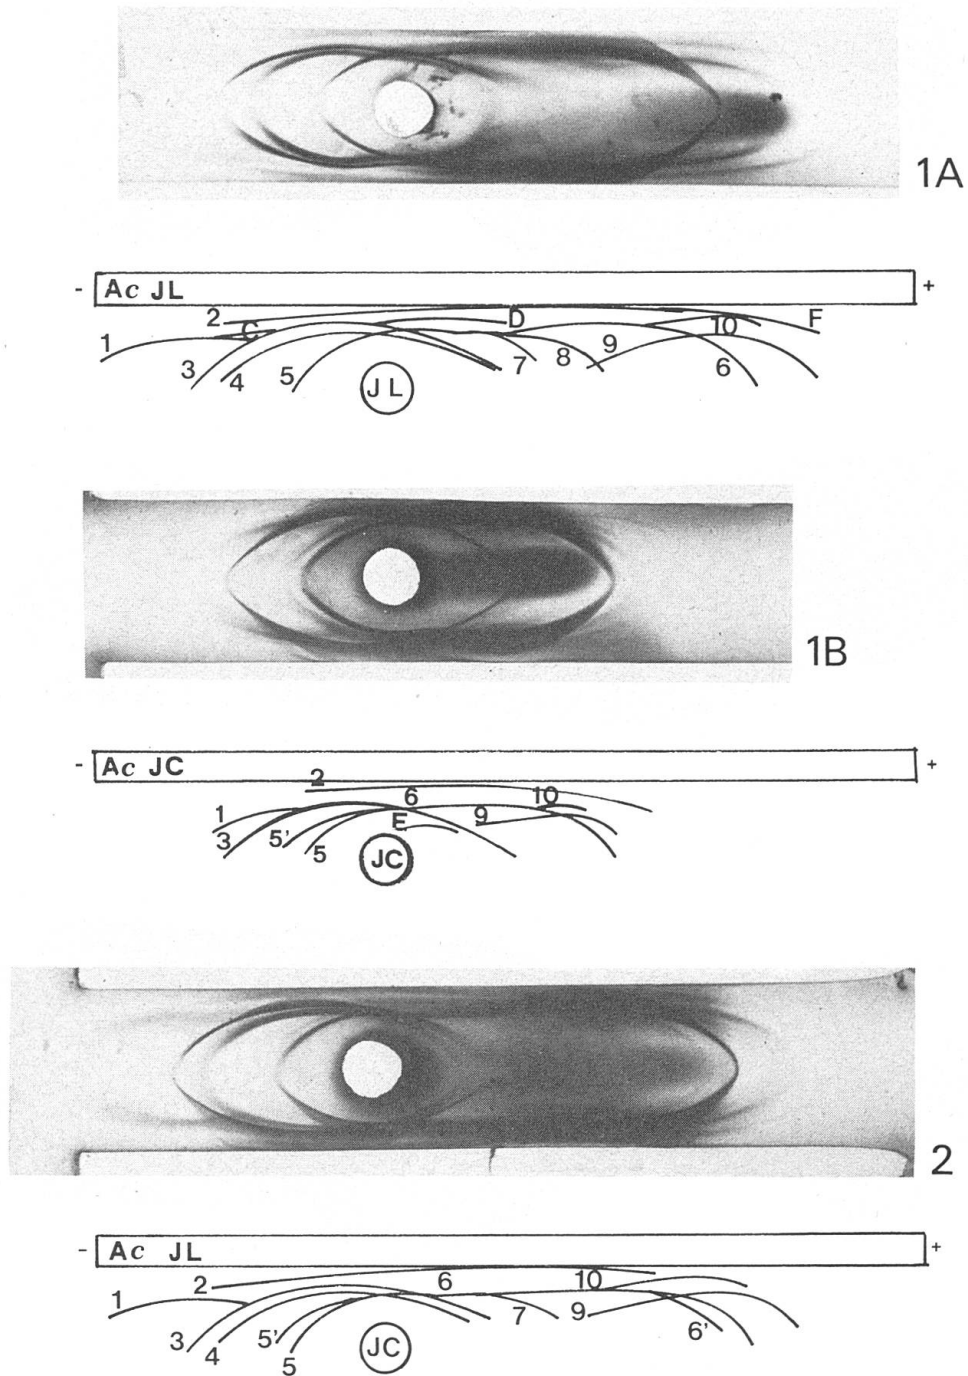 1A
- Ac JL +
2 C D 10 F
1 3 4 5 7 8 9 6
JL
1B
- Ac JC +
2
1 6 10
3 5' 5 E 9
JC
2
- Ac JL +
2 6 10
1 7 9 6'
3 4 5' 5
JC